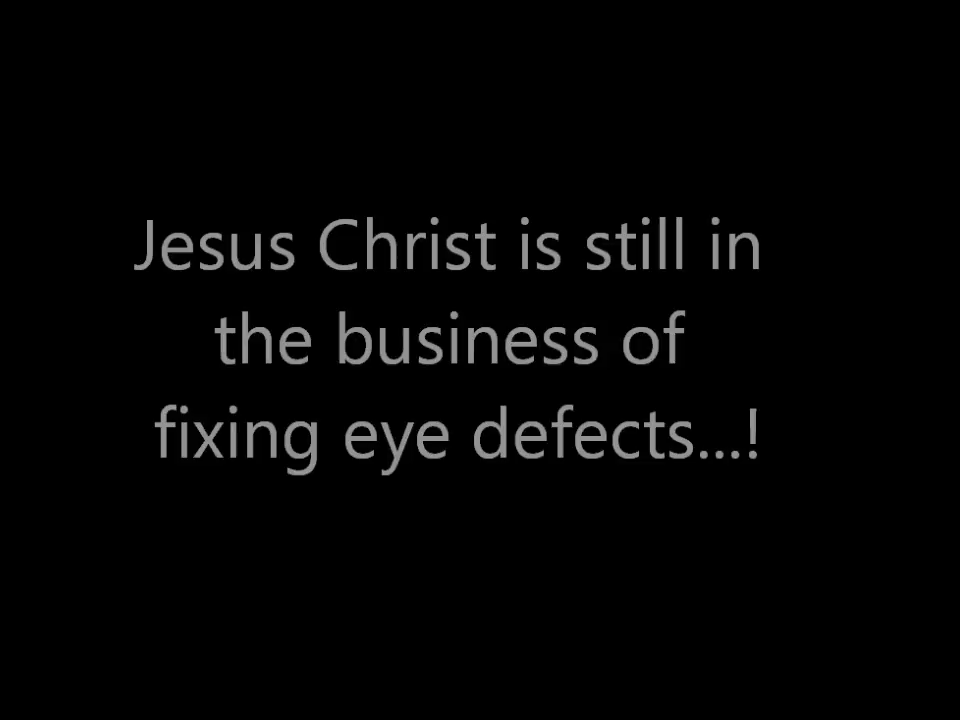 Jesus Christ is still in
the business of
fixing eye defects...!